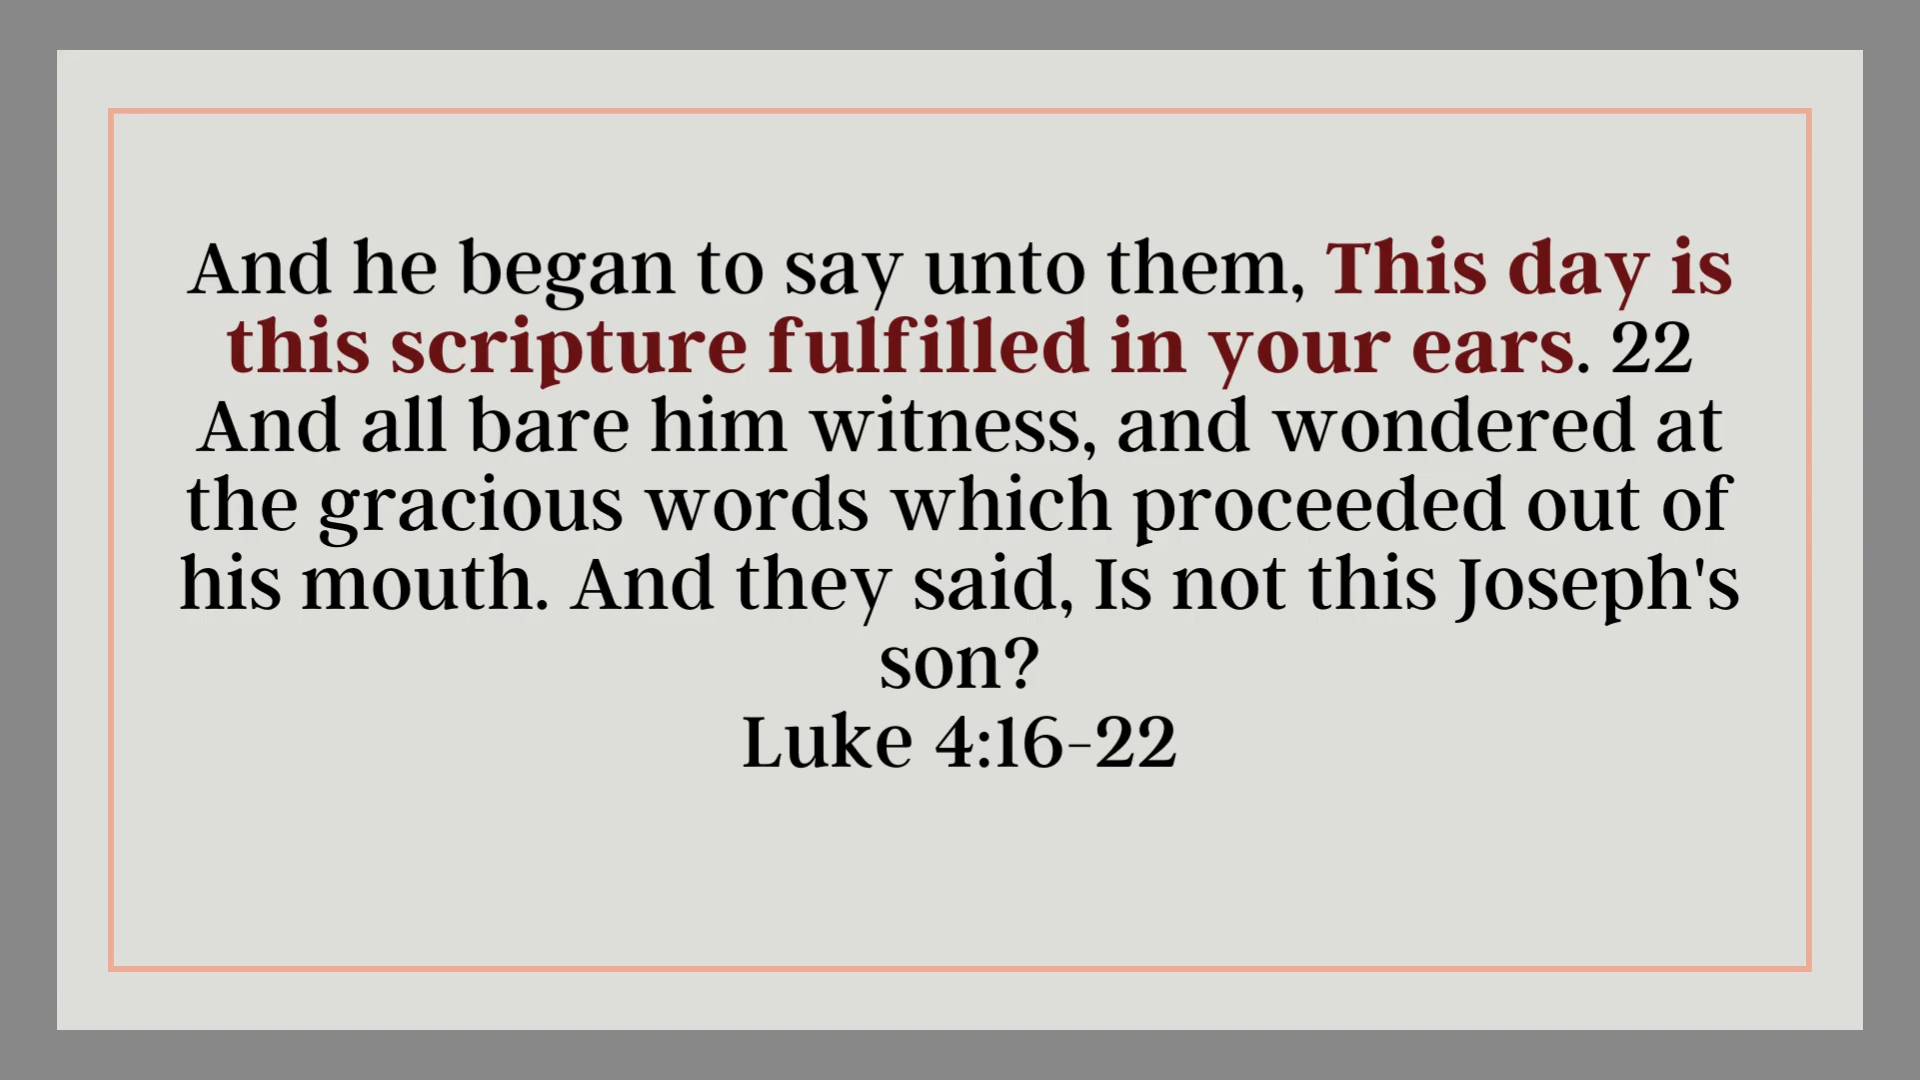 And he began to say unto them, This day is
this scripture fulfilled in your ears. 22
And all bare him witness, and wondered at
the gracious words which proceeded out of
his mouth. And they said, Is not this Joseph's
son?
Luke 4:16-22